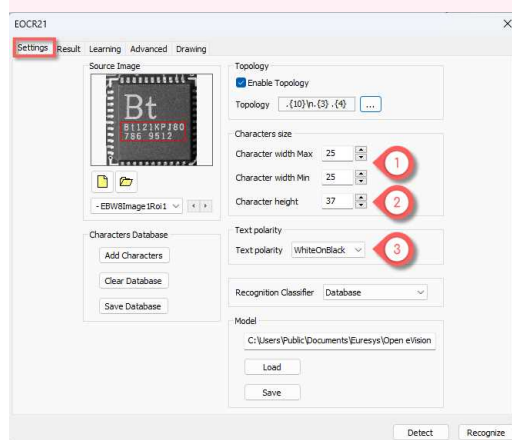 EOCR21
Settings Result Learning Advanced Drawing
Source Image
Bt
Bt121KPJ80
786 9512
-EBW8Image1Roi1
Characters Database
Add Characters
Clear Database
Save Database
Topology
Enable Topology
Topology .{10}\n.{3} .{4} ...
Characters size
Character width Max 25
1
Character width Min 25
Character height 37
2
Text polarity
Text polarity WhiteOnBlack
3
Recognition Classifier Database
Model
C:\Users\Public\Documents\Euresys\Open eVision
Load
Save
Detect Recognize